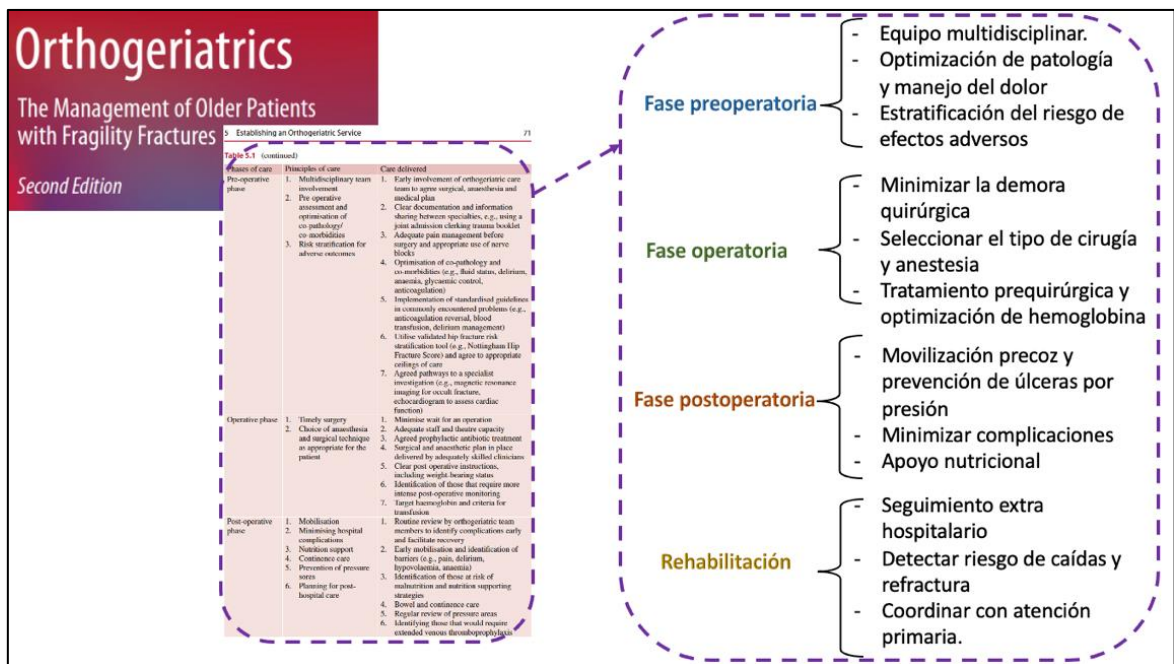 Orthogeriatrics
The Management of Older Patients
with Fragility Fractures
Second Edition
5 Establishing an Orthogeriatric Service 71
Table 5.1 (continued)
Phases of care Principles of care Care delivered
Pre-operative
phase
1. Multidisciplinary team
involvement
2. Pre operative
assessment and
optimisation of
co-pathology/
co-morbidities
3. Risk stratification for
adverse outcomes
1. Early involvement of orthogeriatric care
team to agree surgical, anaesthesia and
medical plan
2. Clear documentation and information
sharing between specialties, e.g., using a
joint admission clerking trauma booklet
3. Adequate pain management before
surgery and appropriate use of nerve
blocks
4. Optimisation of co-pathology and
co-morbidities (e.g., fluid status, delirium,
anaemia, glycaemic control,
anticoagulation)
5. Implementation of standardised guidelines
in commonly encountered problems (e.g.,
anticoagulation reversal, blood
transfusion, delirium management)
6. Utilise validated hip fracture risk
stratification tool (e.g., Nottingham Hip
Fracture Score) and agree to appropriate
ceilings of care
7. Agreed pathways to a specialist
investigation (e.g., magnetic resonance
imaging for occult fracture,
echocardiogram to assess cardiac
function)
Operative phase
1. Timely surgery
2. Choice of anaesthesia
and surgical technique
as appropriate for the
patient
1. Minimise wait for an operation
2. Adequate staff and theatre capacity
3. Agreed prophylactic antibiotic treatment
4. Surgical and anaesthetic plan in place
delivered by adequately skilled clinicians
5. Clear post operative instructions,
including weight-bearing status
6. Identification of those that require more
intense post-operative monitoring
7. Target haemoglobin and criteria for
transfusion
Post-operative
phase
1. Mobilisation
2. Minimising hospital
complications
3. Nutrition support
4. Continence care
5. Prevention of pressure
sores
6. Planning for post-
hospital care
1. Routine review by orthogeriatric team
members to identify complications early
and facilitate recovery
2. Early mobilisation and identification of
barriers (e.g., pain, delirium,
hypovolaemia, anaemia)
3. Identification of those at risk of
malnutrition and nutrition supporting
strategies
4. Bowel and continence care
5. Regular review of pressure areas
6. Identifying those that would require
extended venous thromboprophylaxis
Fase preoperatoria
- Equipo multidisciplinar.
- Optimización de patología
y manejo del dolor
- Estratificación del riesgo de
efectos adversos
Fase operatoria
- Minimizar la demora
quirúrgica
- Seleccionar el tipo de cirugía
y anestesia
- Tratamiento prequirúrgica y
optimización de hemoglobina
Fase postoperatoria
- Movilización precoz y
prevención de úlceras por
presión
- Minimizar complicaciones
- Apoyo nutricional
Rehabilitación
- Seguimiento extra
hospitalario
- Detectar riesgo de caídas y
refractura
- Coordinar con atención
primaria.